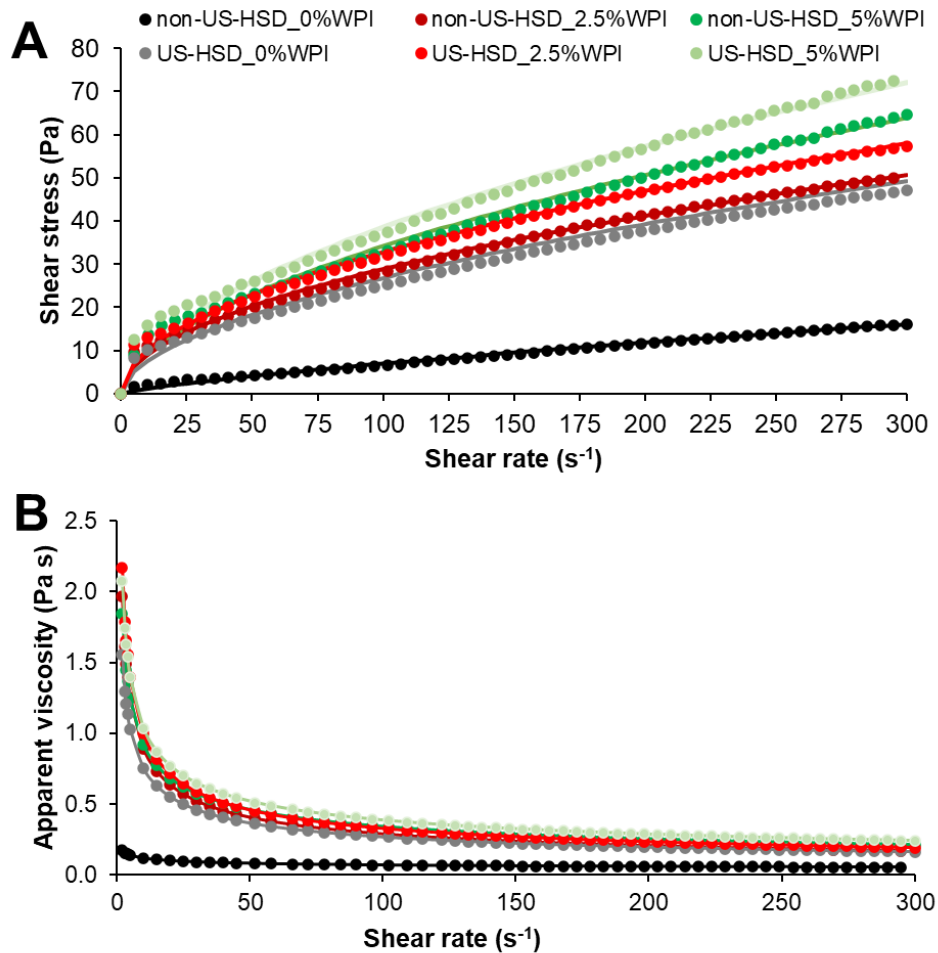 A
non-US-HSD_0%WPI non-US-HSD_2.5%WPI non-US-HSD_5%WPI
US-HSD_0%WPI US-HSD_2.5%WPI US-HSD_5%WPI
Shear stress (Pa)
80
70
60
50
40
30
20
10
0
0 25 50 75 100 125 150 175 200 225 250 275 300
Shear rate (s⁻¹)
B
Apparent viscosity (Pa s)
2.5
2.0
1.5
1.0
0.5
0.0
0 50 100 150 200 250 300
Shear rate (s⁻¹)